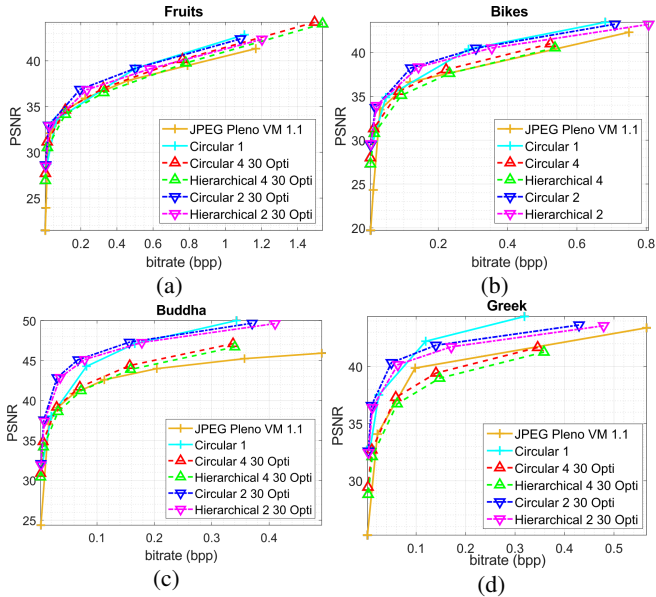 Fruits
PSNR
40
35
30
25
JPEG Pleno VM 1.1
Circular 1
Circular 4 30 Opti
Hierarchical 4 30 Opti
Circular 2 30 Opti
Hierarchical 2 30 Opti
0.2 0.4 0.6 0.8 1.0 1.2 1.4
bitrate (bpp)
(a)
Bikes
PSNR
40
35
30
25
20
JPEG Pleno VM 1.1
Circular 1
Circular 4
Hierarchical 4
Circular 2
Hierarchical 2
0.2 0.4 0.6 0.8
bitrate (bpp)
(b)
Buddha
PSNR
50
45
40
35
30
25
JPEG Pleno VM 1.1
Circular 1
Circular 4 30 Opti
Hierarchical 4 30 Opti
Circular 2 30 Opti
Hierarchical 2 30 Opti
0.1 0.2 0.3 0.4
bitrate (bpp)
(c)
Greek
PSNR
40
35
30
JPEG Pleno VM 1.1
Circular 1
Circular 4 30 Opti
Hierarchical 4 30 Opti
Circular 2 30 Opti
Hierarchical 2 30 Opti
0.1 0.2 0.3 0.4 0.5
bitrate (bpp)
(d)